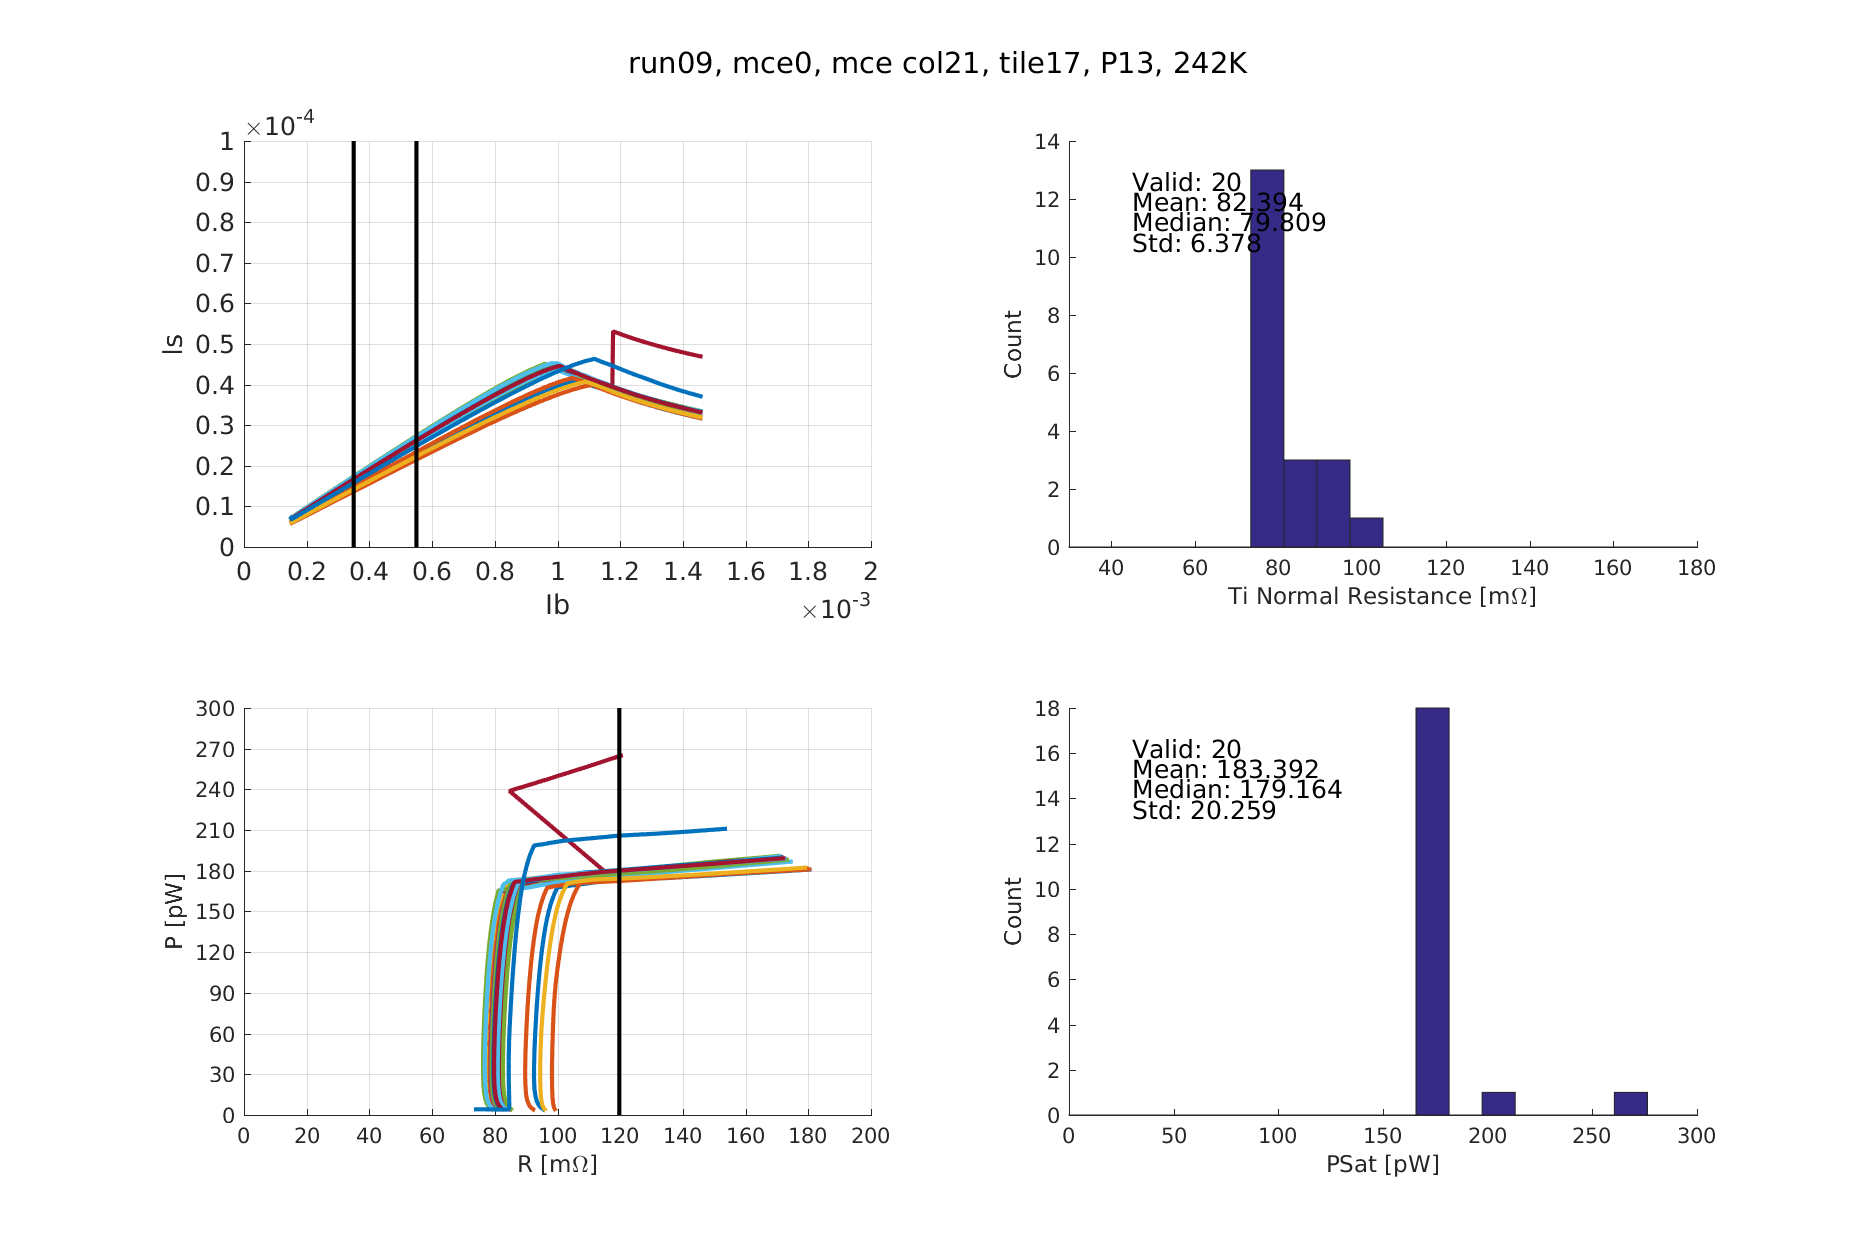 run09, mce0, mce col21, tile17, P13, 242K
×10-4
1
0.9
0.8
0.7
0.6
0.5
0.4
0.3
0.2
0.1
0
Is
0 0.2 0.4 0.6 0.8 1 1.2 1.4 1.6 1.8 2
Ib
×10-3
14
12
10
8
6
4
2
0
Count
Valid: 20
Mean: 82.394
Median: 79.809
Std: 6.378
40 60 80 100 120 140 160 180
Ti Normal Resistance [mΩ]
300
270
240
210
180
150
120
90
60
30
0
P [pW]
0 20 40 60 80 100 120 140 160 180 200
R [mΩ]
18
16
14
12
10
8
6
4
2
0
Count
Valid: 20
Mean: 183.392
Median: 179.164
Std: 20.259
0 50 100 150 200 250 300
PSat [pW]